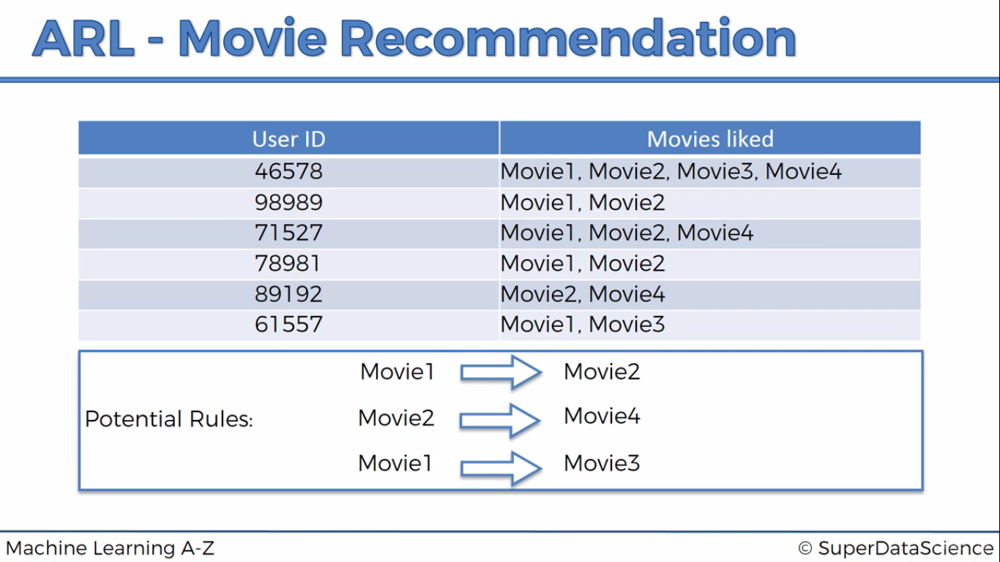 ARL - Movie Recommendation
User ID Movies liked
46578 Movie1, Movie2, Movie3, Movie4
98989 Movie1, Movie2
71527 Movie1, Movie2, Movie4
78981 Movie1, Movie2
89192 Movie2, Movie4
61557 Movie1, Movie3
Movie1 Movie2
Potential Rules: Movie2 Movie4
Movie1 Movie3
Machine Learning A-Z © SuperDataScience